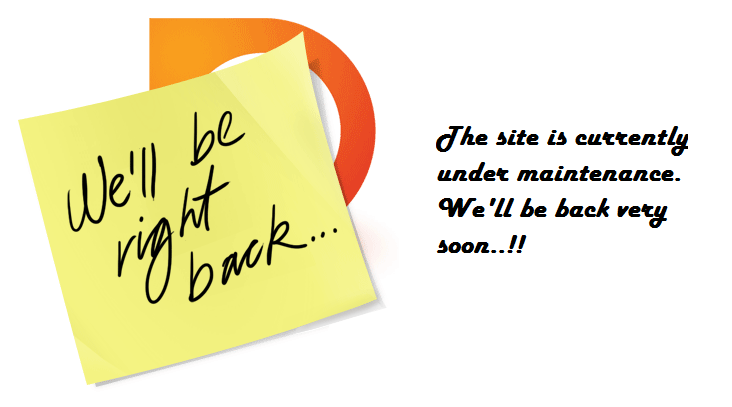 We'll be
right
back...
The site is currently
under maintenance.
We'll be back very
soon..!!